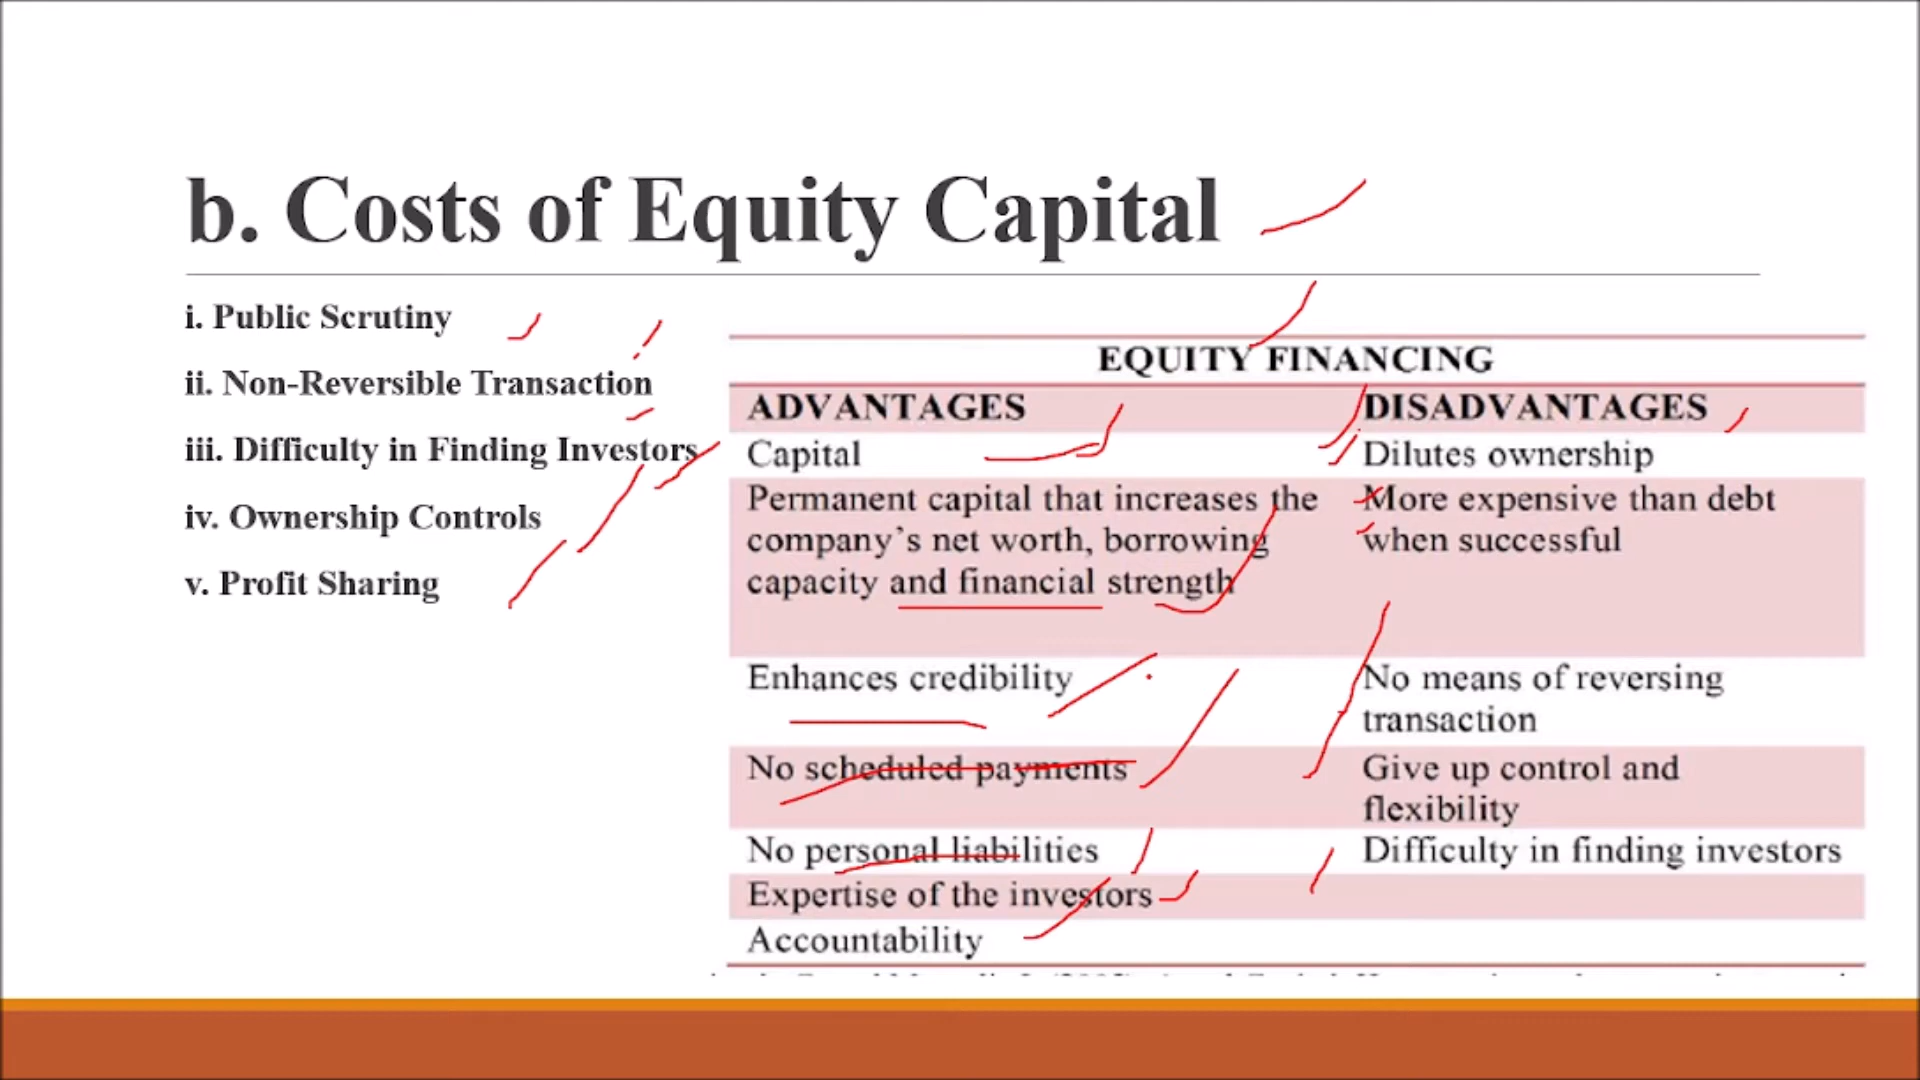 b. Costs of Equity Capital
i. Public Scrutiny
ii. Non-Reversible Transaction
iii. Difficulty in Finding Investors
iv. Ownership Controls
v. Profit Sharing
EQUITY FINANCING
ADVANTAGES DISADVANTAGES
Capital Dilutes ownership
Permanent capital that increases the More expensive than debt
company's net worth, borrowing when successful
capacity and financial strength
Enhances credibility No means of reversing
transaction
No scheduled payments Give up control and
flexibility
No personal liabilities Difficulty in finding investors
Expertise of the investors
Accountability